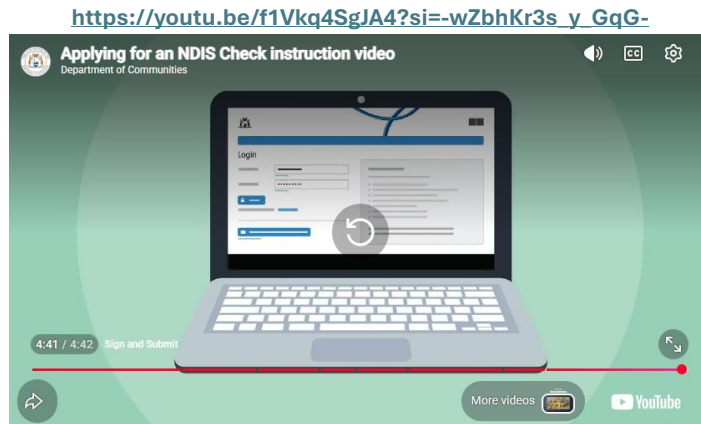 https://youtu.be/f1Vkq4SgJA4?si=-wZbhKr3s_y_GqG-
Applying for an NDIS Check instruction video
Department of Communities
CC
Login
4:41 / 4:42 Sign and Submit
More videos
YouTube